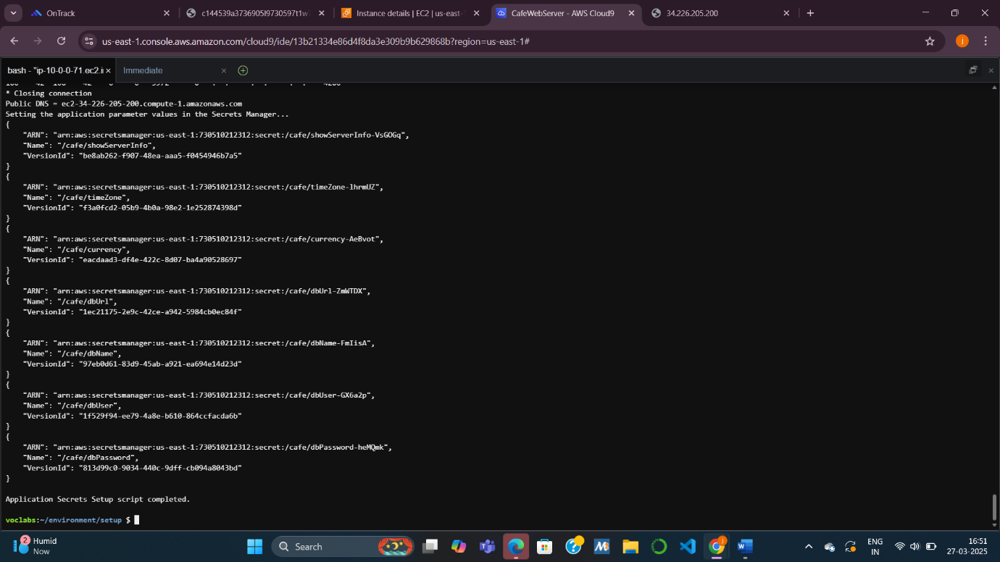 OnTrack
c144539a3736905l9730597t1w
Instance details | EC2 | us-east-
CafeWebServer - AWS Cloud9
34.226.205.200
us-east-1.console.aws.amazon.com/cloud9/ide/13b21334e86d4f8da3e309b9b629868b?region=us-east-1#
j
bash - "ip-10-0-0-71.ec2.i
Immediate
* Closing connection
Public DNS = ec2-34-226-205-200.compute-1.amazonaws.com
Setting the application parameter values in the Secrets Manager...
{
"ARN": "arn:aws:secretsmanager:us-east-1:730510212312:secret:/cafe/showServerInfo-VsGOGq",
"Name": "/cafe/showServerInfo",
"VersionId": "be8ab262-f907-48ea-aaa5-f0454946b7a5"
}
{
"ARN": "arn:aws:secretsmanager:us-east-1:730510212312:secret:/cafe/timeZone-lhrmUZ",
"Name": "/cafe/timeZone",
"VersionId": "f3a0fcd2-05b9-4b0a-98e2-1e252874398d"
}
{
"ARN": "arn:aws:secretsmanager:us-east-1:730510212312:secret:/cafe/currency-AeBvot",
"Name": "/cafe/currency",
"VersionId": "eacdaad3-df4e-422c-8d07-ba4a90528697"
}
{
"ARN": "arn:aws:secretsmanager:us-east-1:730510212312:secret:/cafe/dbUrl-ZmWTDX",
"Name": "/cafe/dbUrl",
"VersionId": "1ec21175-2e9c-42ce-a942-5984cb0ec84f"
}
{
"ARN": "arn:aws:secretsmanager:us-east-1:730510212312:secret:/cafe/dbName-FmIisA",
"Name": "/cafe/dbName",
"VersionId": "97eb0d61-83d9-45ab-a921-ea694e14d23d"
}
{
"ARN": "arn:aws:secretsmanager:us-east-1:730510212312:secret:/cafe/dbUser-GX6a2p",
"Name": "/cafe/dbUser",
"VersionId": "1f529f94-ee79-4a8e-b610-864ccfacda6b"
}
{
"ARN": "arn:aws:secretsmanager:us-east-1:730510212312:secret:/cafe/dbPassword-heMQmk",
"Name": "/cafe/dbPassword",
"VersionId": "813d99c0-9034-440c-9dff-cb094a8043bd"
}
Application Secrets Setup script completed.
voclabs:~/environment/setup $
2
Humid
Now
Search
ENG
IN
16:51
27-03-2025